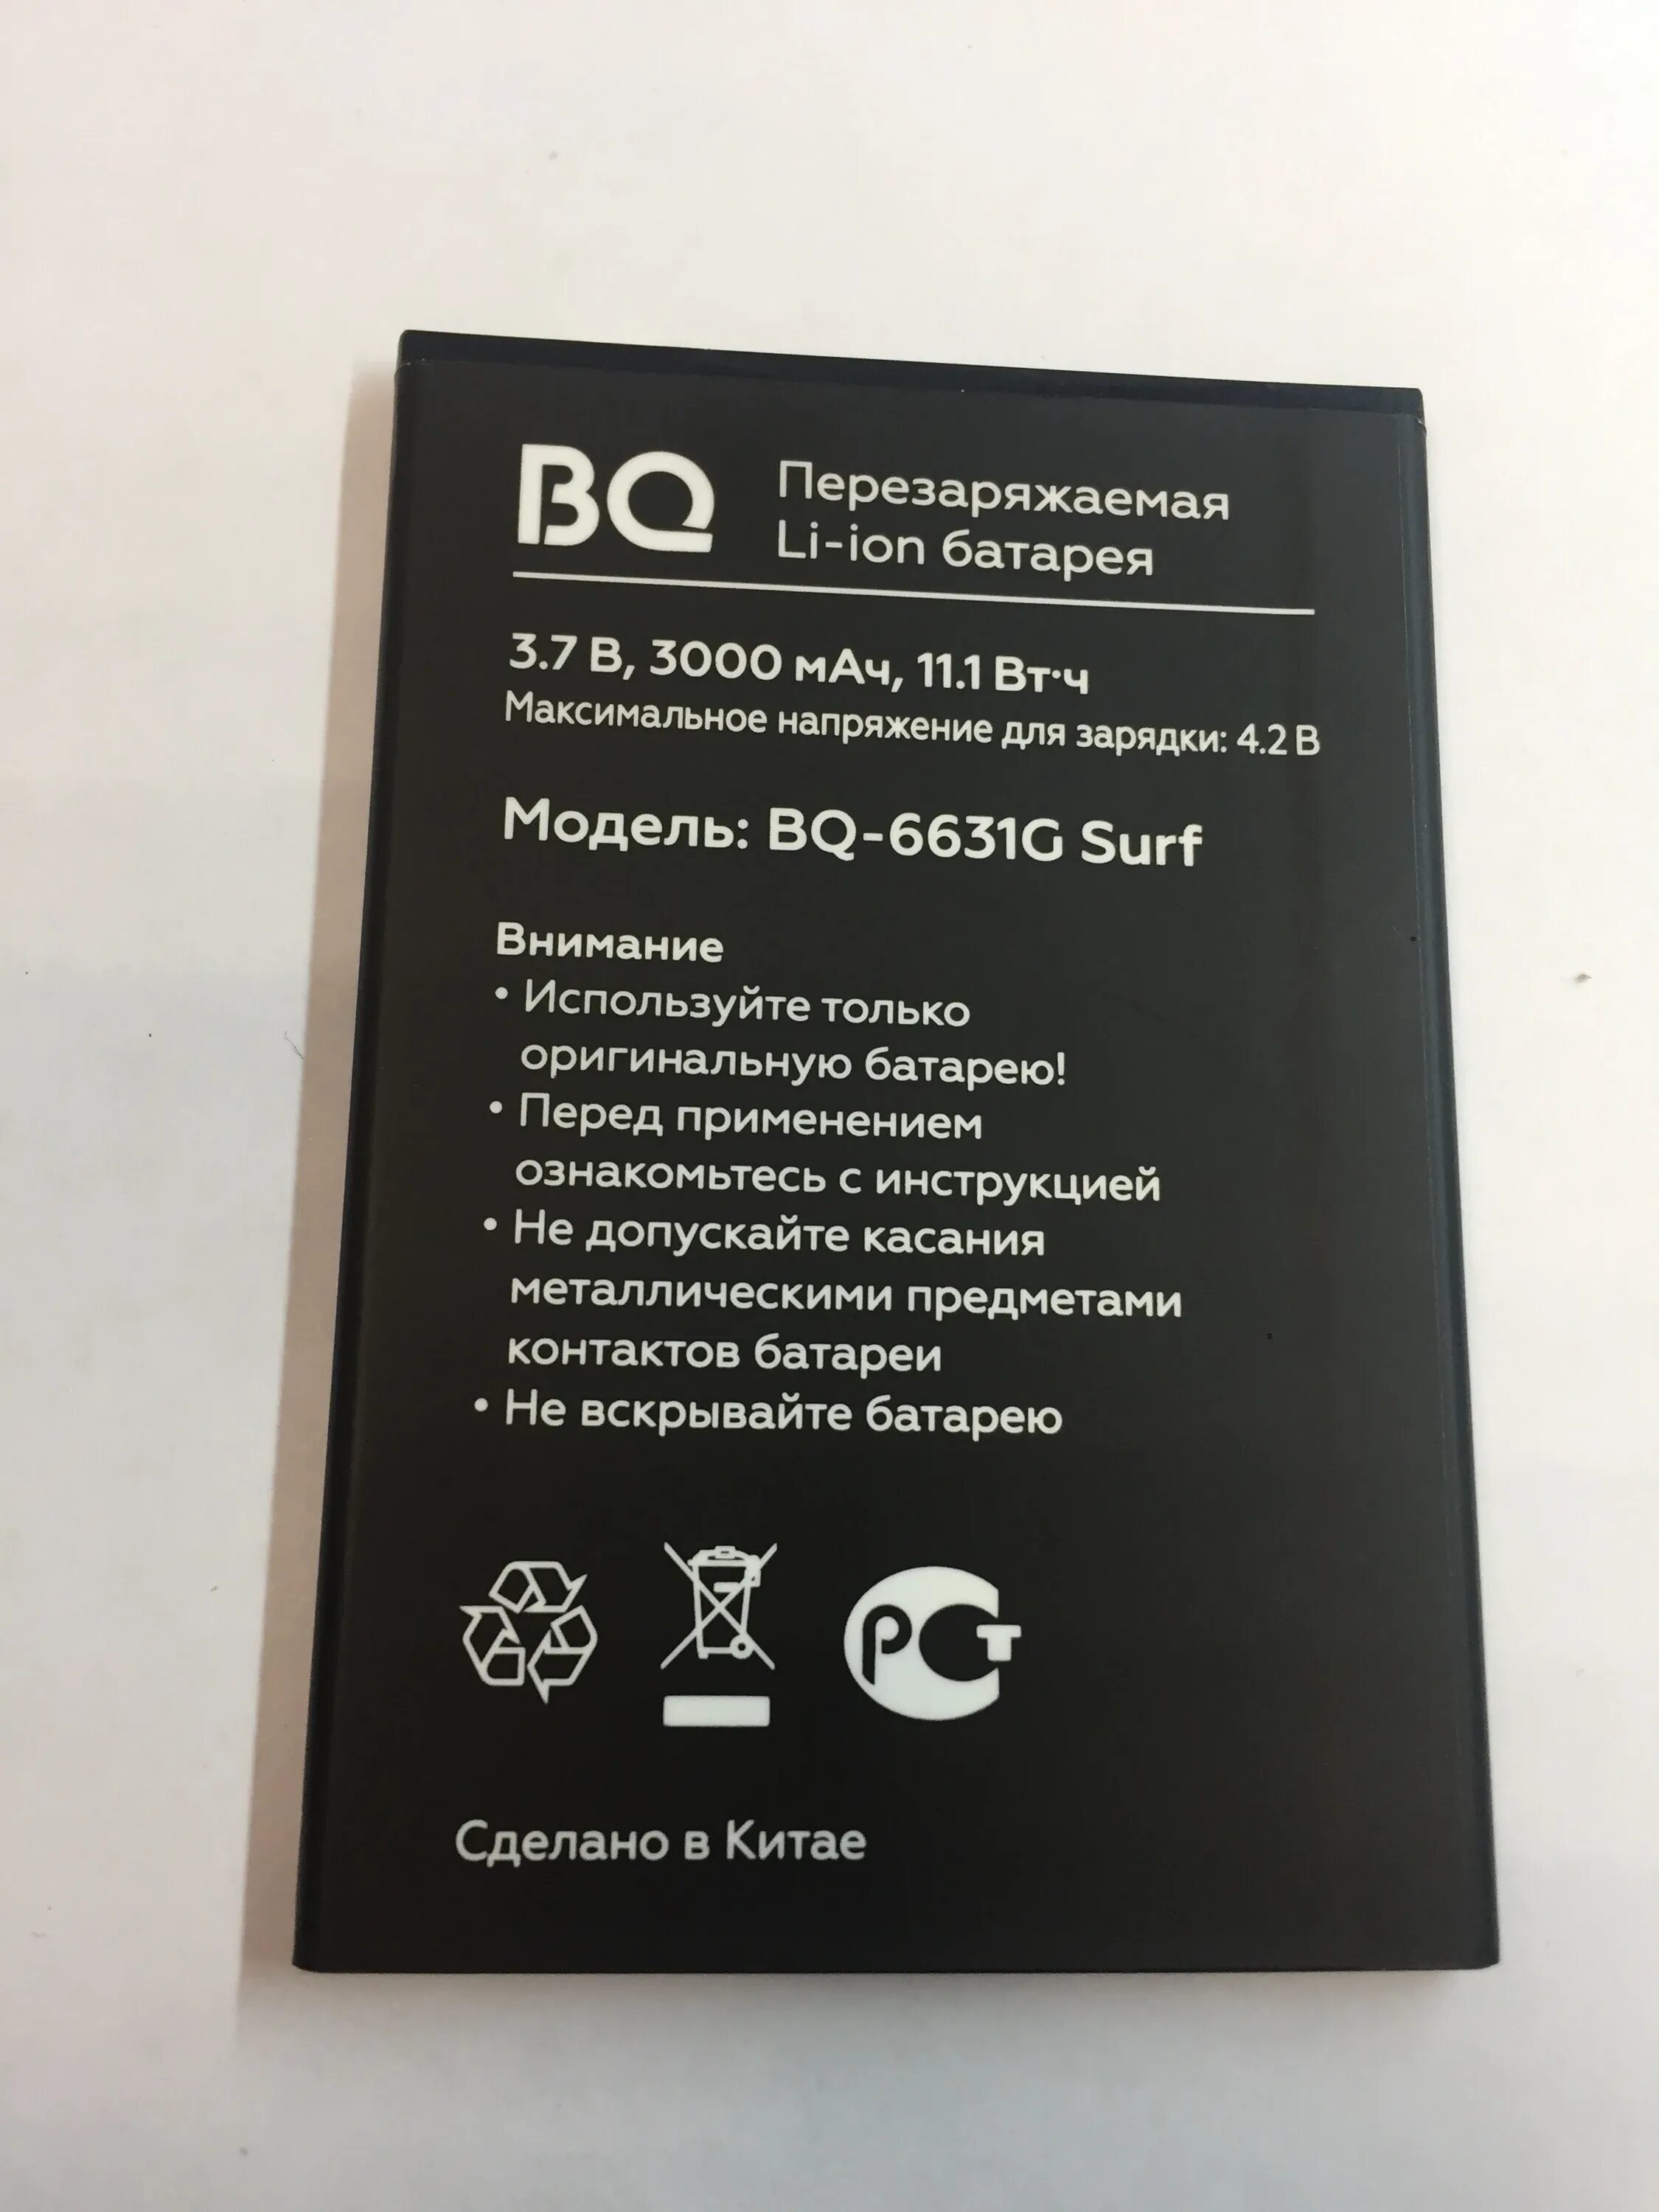 BQ Перезаряжаемая
Li-ion батарея
3.7 В, 3000 мАч, 11.1 Вт·ч
Максимальное напряжение для зарядки: 4.2 В
Модель: BQ-6631G Surf
Внимание
• Используйте только
оригинальную батарею!
• Перед применением
ознакомьтесь с инструкцией
• Не допускайте касания
металлическими предметами
контактов батареи
• Не вскрывайте батарею
РСТ
Сделано в Китае